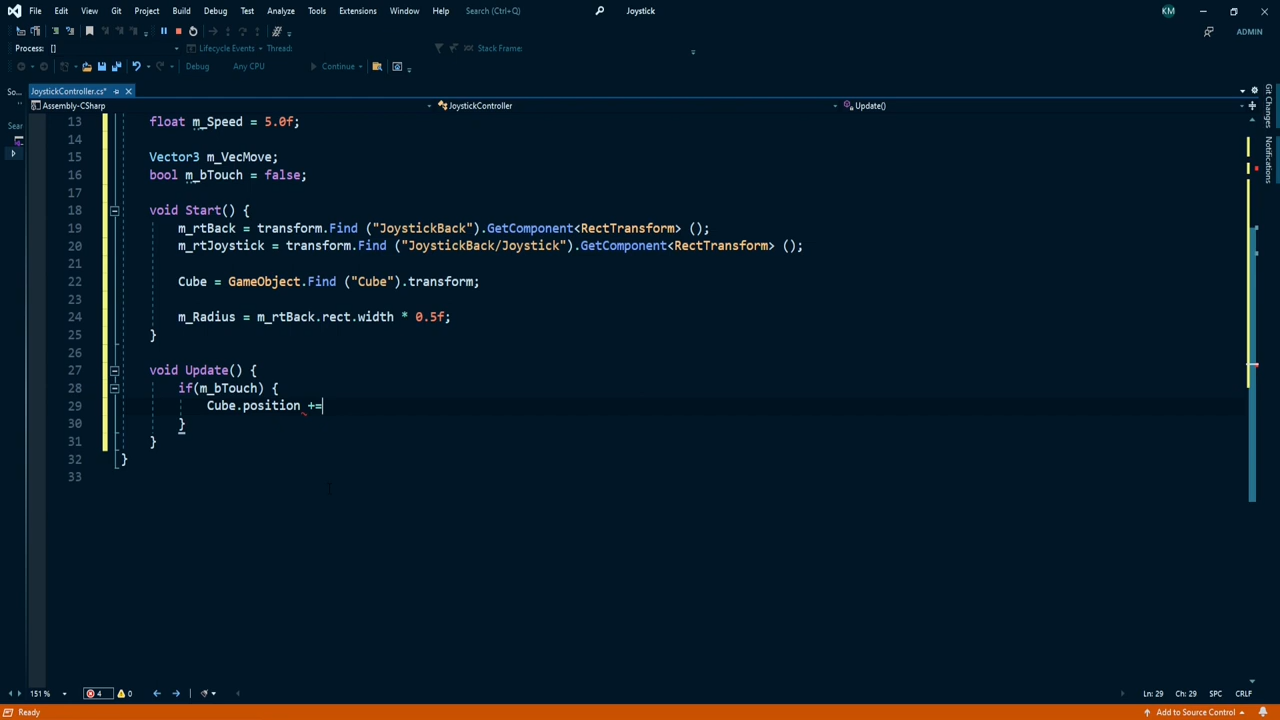 File Edit View Git Project Build Debug Test Analyze Tools Extensions Window Help Search (Ctrl+Q) Joystick KM
ADMIN
Process: [] Lifecycle Events Thread: Stack Frame:
Debug Any CPU Continue
So... JoystickController.cs*
Assembly-CSharp JoystickController Update()
Sear
Git Changes
Notifications
13 float m_Speed = 5.0f;
14
15 Vector3 m_VecMove;
16 bool m_bTouch = false;
17
18 void Start() {
19 m_rtBack = transform.Find ("JoystickBack").GetComponent<RectTransform> ();
20 m_rtJoystick = transform.Find ("JoystickBack/Joystick").GetComponent<RectTransform> ();
21
22 Cube = GameObject.Find ("Cube").transform;
23
24 m_Radius = m_rtBack.rect.width * 0.5f;
25 }
26
27 void Update() {
28 if(m_bTouch) {
29 Cube.position +=
30 }
31 }
32 }
33
151 % 4 0 Ln: 29 Ch: 29 SPC CRLF
Ready Add to Source Control